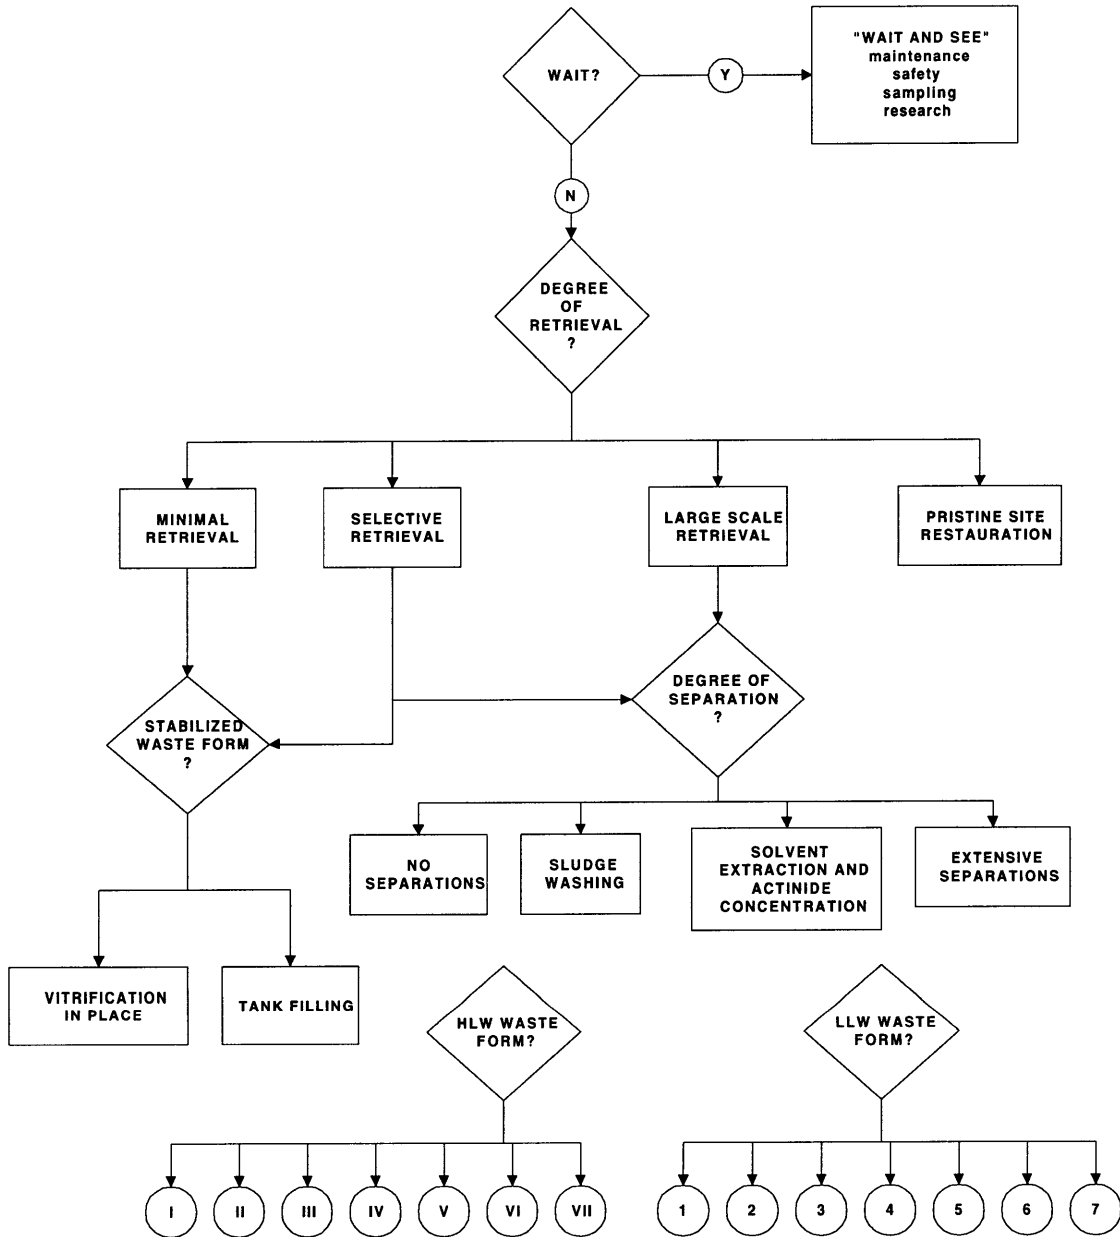 WAIT?
Y
"WAIT AND SEE"
maintenance
safety
sampling
research
N
DEGREE
OF
RETRIEVAL
?
MINIMAL
RETRIEVAL
SELECTIVE
RETRIEVAL
LARGE SCALE
RETRIEVAL
PRISTINE SITE
RESTAURATION
STABILIZED
WASTE FORM
?
DEGREE OF
SEPARATION
?
NO
SEPARATIONS
SLUDGE
WASHING
SOLVENT
EXTRACTION AND
ACTINIDE
CONCENTRATION
EXTENSIVE
SEPARATIONS
VITRIFICATION
IN PLACE
TANK FILLING
HLW WASTE
FORM?
LLW WASTE
FORM?
I
II
III
IV
V
VI
VII
1
2
3
4
5
6
7